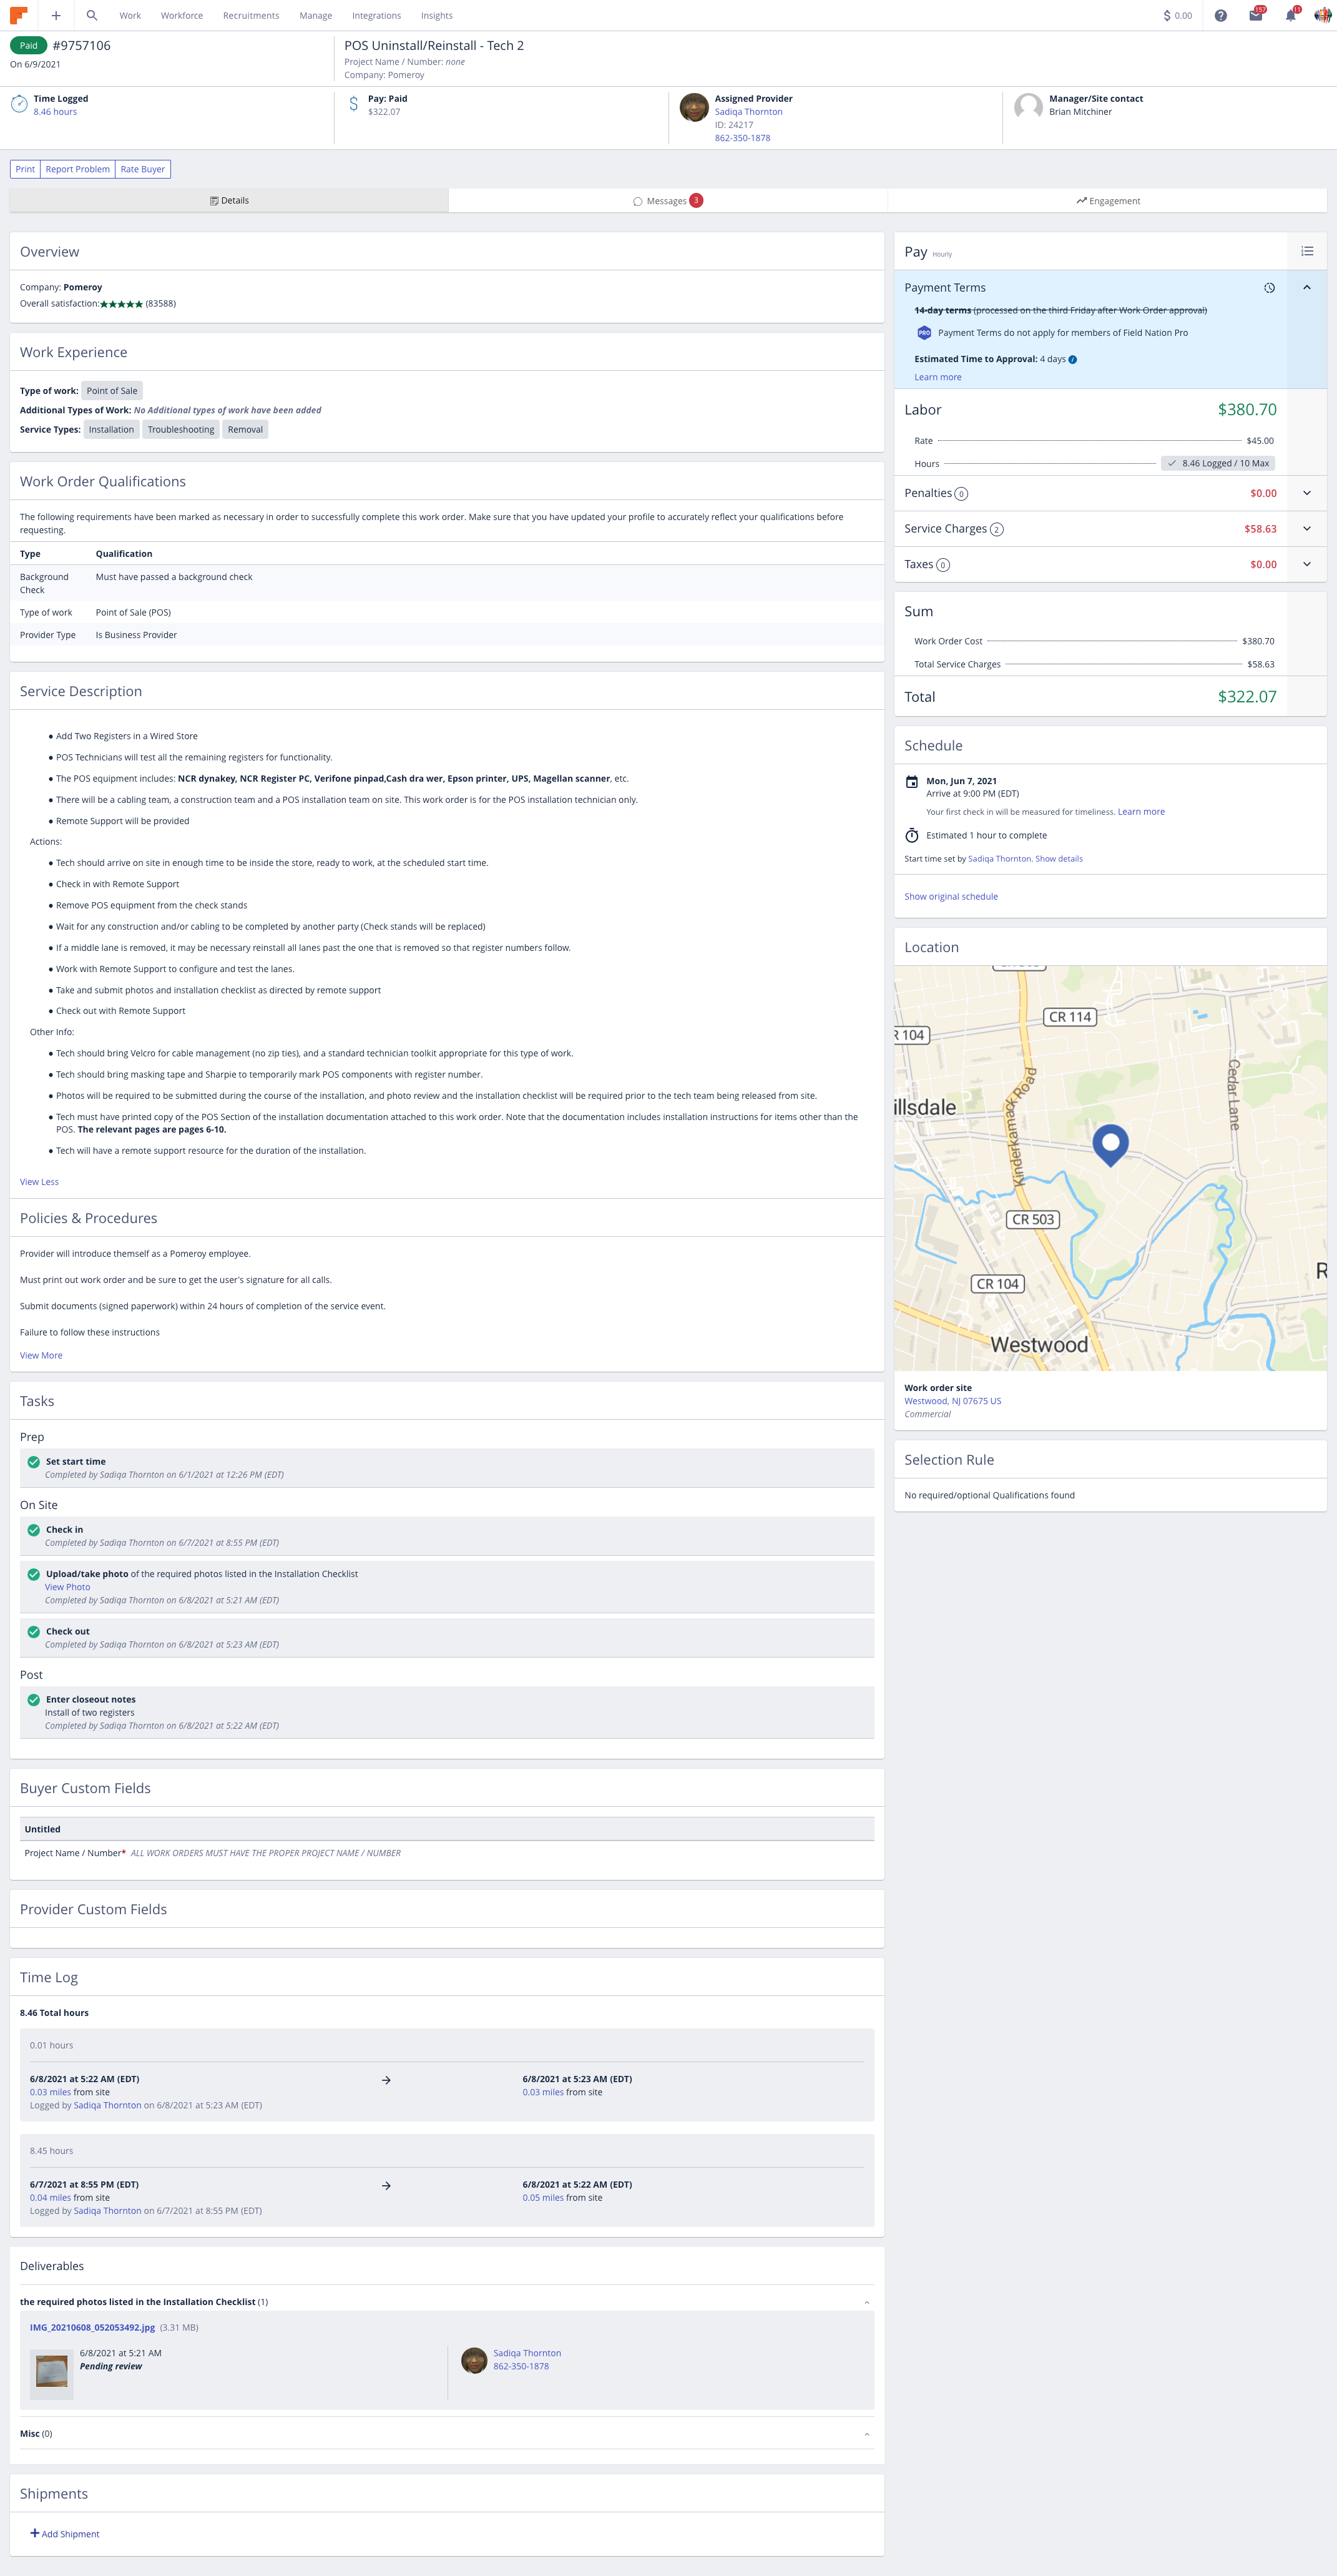 Work Workforce Recruitments Manage Integrations Insights $ 0.00 157 11
Paid #9757106
On 6/9/2021
POS Uninstall/Reinstall - Tech 2
Project Name / Number: none
Company: Pomeroy
Time Logged
8.46 hours
Pay: Paid
$322.07
Assigned Provider
Sadiqa Thornton
ID: 24217
862-350-1878
Manager/Site contact
Brian Mitchiner
Print Report Problem Rate Buyer
Details Messages 3 Engagement
Overview
Company: Pomeroy
Overall satisfaction:★★★★★ (83588)
Work Experience
Type of work: Point of Sale
Additional Types of Work: No Additional types of work have been added
Service Types: Installation Troubleshooting Removal
Work Order Qualifications
The following requirements have been marked as necessary in order to successfully complete this work order. Make sure that you have updated your profile to accurately reflect your qualifications before
requesting.
Type Qualification
Background
Check
Must have passed a background check
Type of work Point of Sale (POS)
Provider Type Is Business Provider
Service Description
● Add Two Registers in a Wired Store
● POS Technicians will test all the remaining registers for functionality.
● The POS equipment includes: NCR dynakey, NCR Register PC, Verifone pinpad,Cash dra wer, Epson printer, UPS, Magellan scanner, etc.
● There will be a cabling team, a construction team and a POS installation team on site. This work order is for the POS installation technician only.
● Remote Support will be provided
Actions:
● Tech should arrive on site in enough time to be inside the store, ready to work, at the scheduled start time.
● Check in with Remote Support
● Remove POS equipment from the check stands
● Wait for any construction and/or cabling to be completed by another party (Check stands will be replaced)
● If a middle lane is removed, it may be necessary reinstall all lanes past the one that is removed so that register numbers follow.
● Work with Remote Support to configure and test the lanes.
● Take and submit photos and installation checklist as directed by remote support
● Check out with Remote Support
Other Info:
● Tech should bring Velcro for cable management (no zip ties), and a standard technician toolkit appropriate for this type of work.
● Tech should bring masking tape and Sharpie to temporarily mark POS components with register number.
● Photos will be required to be submitted during the course of the installation, and photo review and the installation checklist will be required prior to the tech team being released from site.
● Tech must have printed copy of the POS Section of the installation documentation attached to this work order. Note that the documentation includes installation instructions for items other than the
POS. The relevant pages are pages 6-10.
● Tech will have a remote support resource for the duration of the installation.
View Less
Policies & Procedures
Provider will introduce themself as a Pomeroy employee.
Must print out work order and be sure to get the user's signature for all calls.
Submit documents (signed paperwork) within 24 hours of completion of the service event.
Failure to follow these instructions
View More
Tasks
Prep
Set start time
Completed by Sadiqa Thornton on 6/1/2021 at 12:26 PM (EDT)
On Site
Check in
Completed by Sadiqa Thornton on 6/7/2021 at 8:55 PM (EDT)
Upload/take photo of the required photos listed in the Installation Checklist
View Photo
Completed by Sadiqa Thornton on 6/8/2021 at 5:21 AM (EDT)
Check out
Completed by Sadiqa Thornton on 6/8/2021 at 5:23 AM (EDT)
Post
Enter closeout notes
Install of two registers
Completed by Sadiqa Thornton on 6/8/2021 at 5:22 AM (EDT)
Buyer Custom Fields
Untitled
Project Name / Number* ALL WORK ORDERS MUST HAVE THE PROPER PROJECT NAME / NUMBER
Provider Custom Fields
Time Log
8.46 Total hours
0.01 hours
6/8/2021 at 5:22 AM (EDT) → 6/8/2021 at 5:23 AM (EDT)
0.03 miles from site 0.03 miles from site
Logged by Sadiqa Thornton on 6/8/2021 at 5:23 AM (EDT)
8.45 hours
6/7/2021 at 8:55 PM (EDT) → 6/8/2021 at 5:22 AM (EDT)
0.04 miles from site 0.05 miles from site
Logged by Sadiqa Thornton on 6/7/2021 at 8:55 PM (EDT)
Deliverables
the required photos listed in the Installation Checklist (1)
IMG_20210608_052053492.jpg (3.31 MB)
6/8/2021 at 5:21 AM
Pending review
Sadiqa Thornton
862-350-1878
Misc (0)
Shipments
+ Add Shipment
Pay Hourly
Payment Terms
14-day terms (processed on the third Friday after Work Order approval)
PRO Payment Terms do not apply for members of Field Nation Pro
Estimated Time to Approval: 4 days
Learn more
Labor $380.70
Rate $45.00
Hours 8.46 Logged / 10 Max
Penalties 0 $0.00
Service Charges 2 $58.63
Taxes 0 $0.00
Sum
Work Order Cost $380.70
Total Service Charges $58.63
Total $322.07
Schedule
Mon, Jun 7, 2021
Arrive at 9:00 PM (EDT)
Your first check in will be measured for timeliness. Learn more
Estimated 1 hour to complete
Start time set by Sadiqa Thornton. Show details
Show original schedule
Location
CR 114
R 104
Kinderkamack Road
Cedar Lane
illsdale
CR 503
CR 104
R
Westwood
Work order site
Westwood, NJ 07675 US
Commercial
Selection Rule
No required/optional Qualifications found